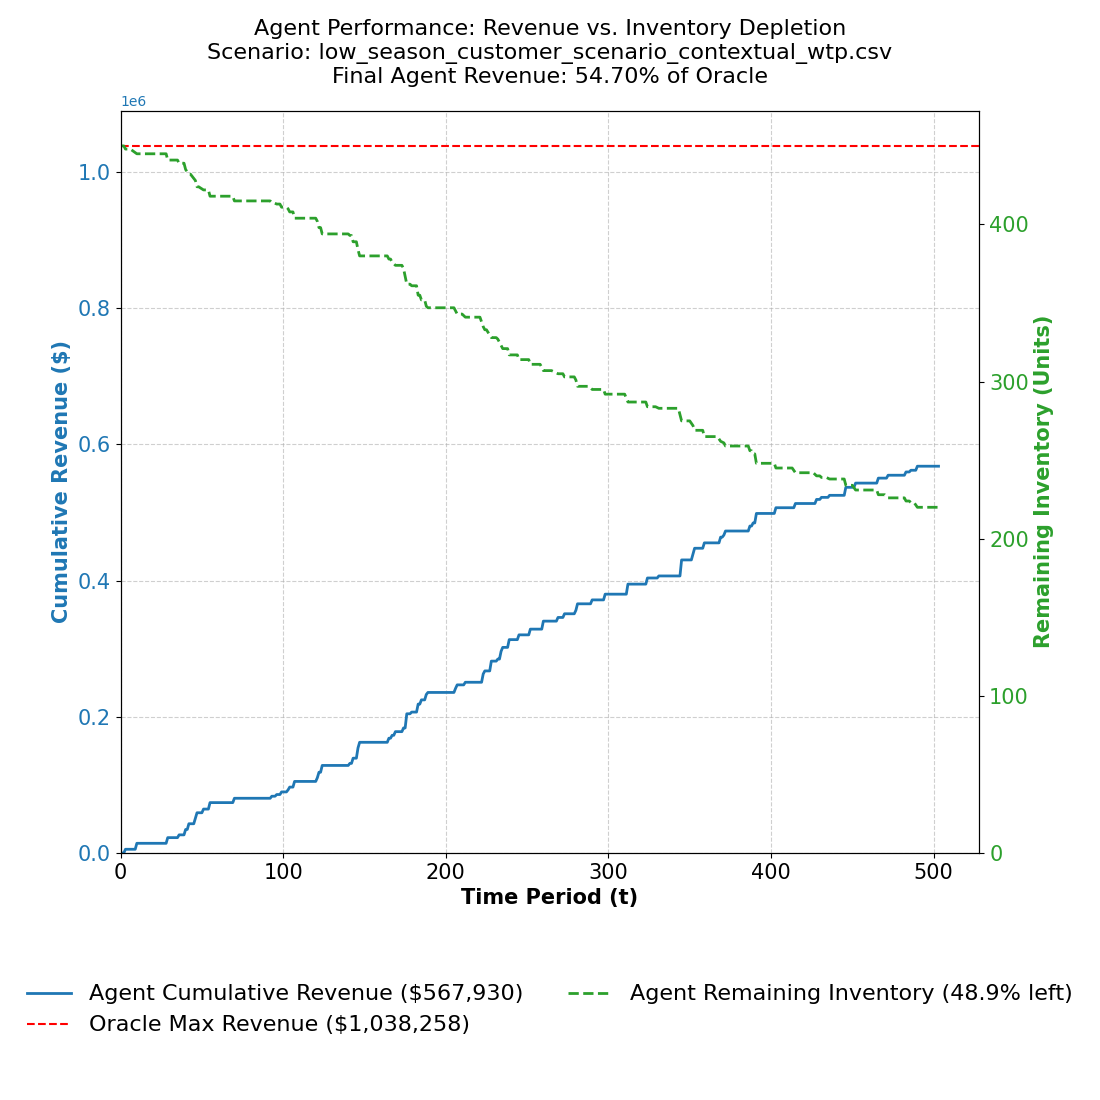 Agent Performance: Revenue vs. Inventory Depletion
Scenario: low_season_customer_scenario_contextual_wtp.csv
Final Agent Revenue: 54.70% of Oracle
1e6
1.0
0.8
0.6
0.4
0.2
0.0
Cumulative Revenue ($)
400
300
200
100
0
Remaining Inventory (Units)
0 100 200 300 400 500
Time Period (t)
Agent Cumulative Revenue ($567,930)
Oracle Max Revenue ($1,038,258)
Agent Remaining Inventory (48.9% left)